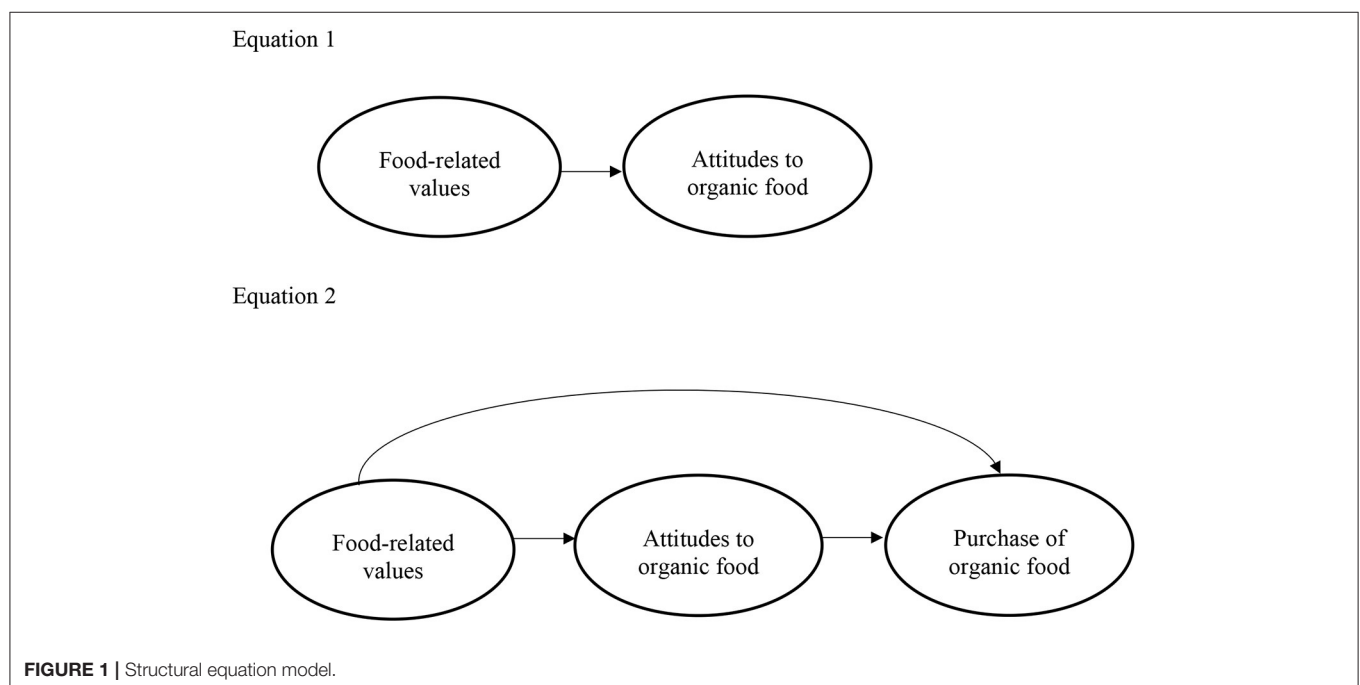 Equation 1
Food-related
values
Attitudes to
organic food
Equation 2
Food-related
values
Attitudes to
organic food
Purchase of
organic food
FIGURE 1 | Structural equation model.